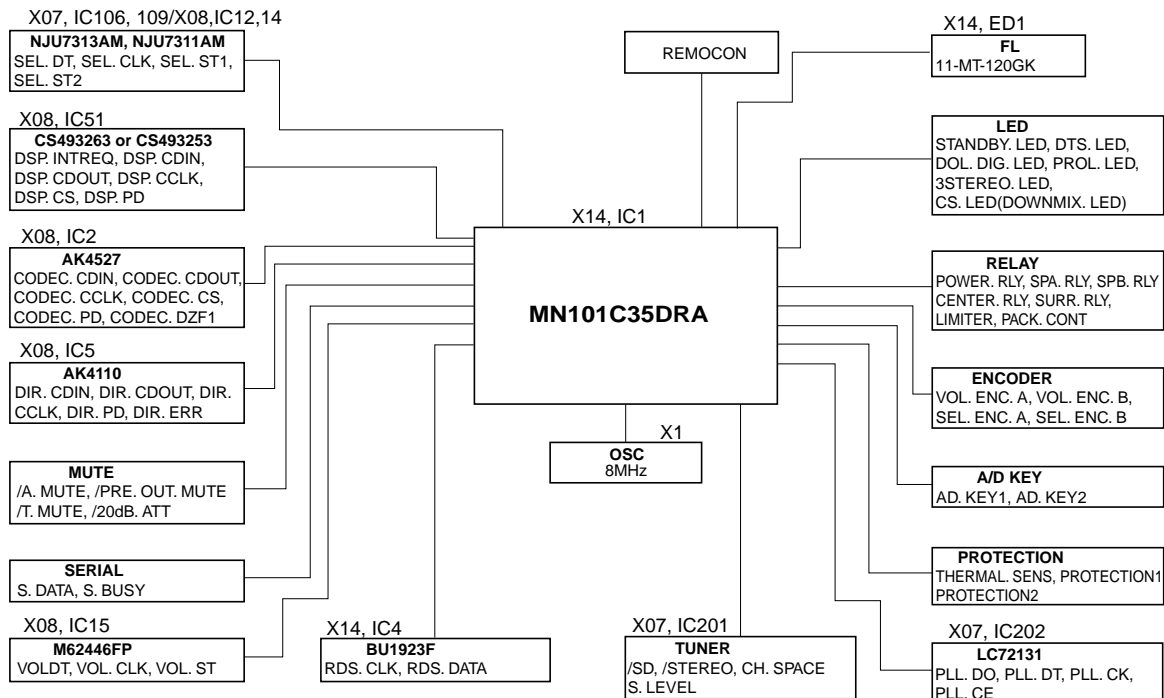 X07, IC106, 109/X08,IC12,14
NJU7313AM, NJU7311AM
SEL. DT, SEL. CLK, SEL. ST1,
SEL. ST2
X08, IC51
CS493263 or CS493253
DSP. INTREQ, DSP. CDIN,
DSP. CDOUT, DSP. CCLK,
DSP. CS, DSP. PD
X08, IC2
AK4527
CODEC. CDIN, CODEC. CDOUT,
CODEC. CCLK, CODEC. CS,
CODEC. PD, CODEC. DZF1
X08, IC5
AK4110
DIR. CDIN, DIR. CDOUT, DIR.
CCLK, DIR. PD, DIR. ERR
MUTE
/A. MUTE, /PRE. OUT. MUTE
/T. MUTE, /20dB. ATT
SERIAL
S. DATA, S. BUSY
X08, IC15
M62446FP
VOLDT, VOL. CLK, VOL. ST
REMOCON
X14, IC1
MN101C35DRA
X1
OSC
8MHz
X14, IC4
BU1923F
RDS. CLK, RDS. DATA
X07, IC201
TUNER
/SD, /STEREO, CH. SPACE
S. LEVEL
X14, ED1
FL
11-MT-120GK
LED
STANDBY. LED, DTS. LED,
DOL. DIG. LED, PROL. LED,
3STEREO. LED,
CS. LED(DOWNMIX. LED)
RELAY
POWER. RLY, SPA. RLY, SPB. RLY
CENTER. RLY, SURR. RLY,
LIMITER, PACK. CONT
ENCODER
VOL. ENC. A, VOL. ENC. B,
SEL. ENC. A, SEL. ENC. B
A/D KEY
AD. KEY1, AD. KEY2
PROTECTION
THERMAL. SENS, PROTECTION1
PROTECTION2
X07, IC202
LC72131
PLL. DO, PLL. DT, PLL. CK,
PLL. CE